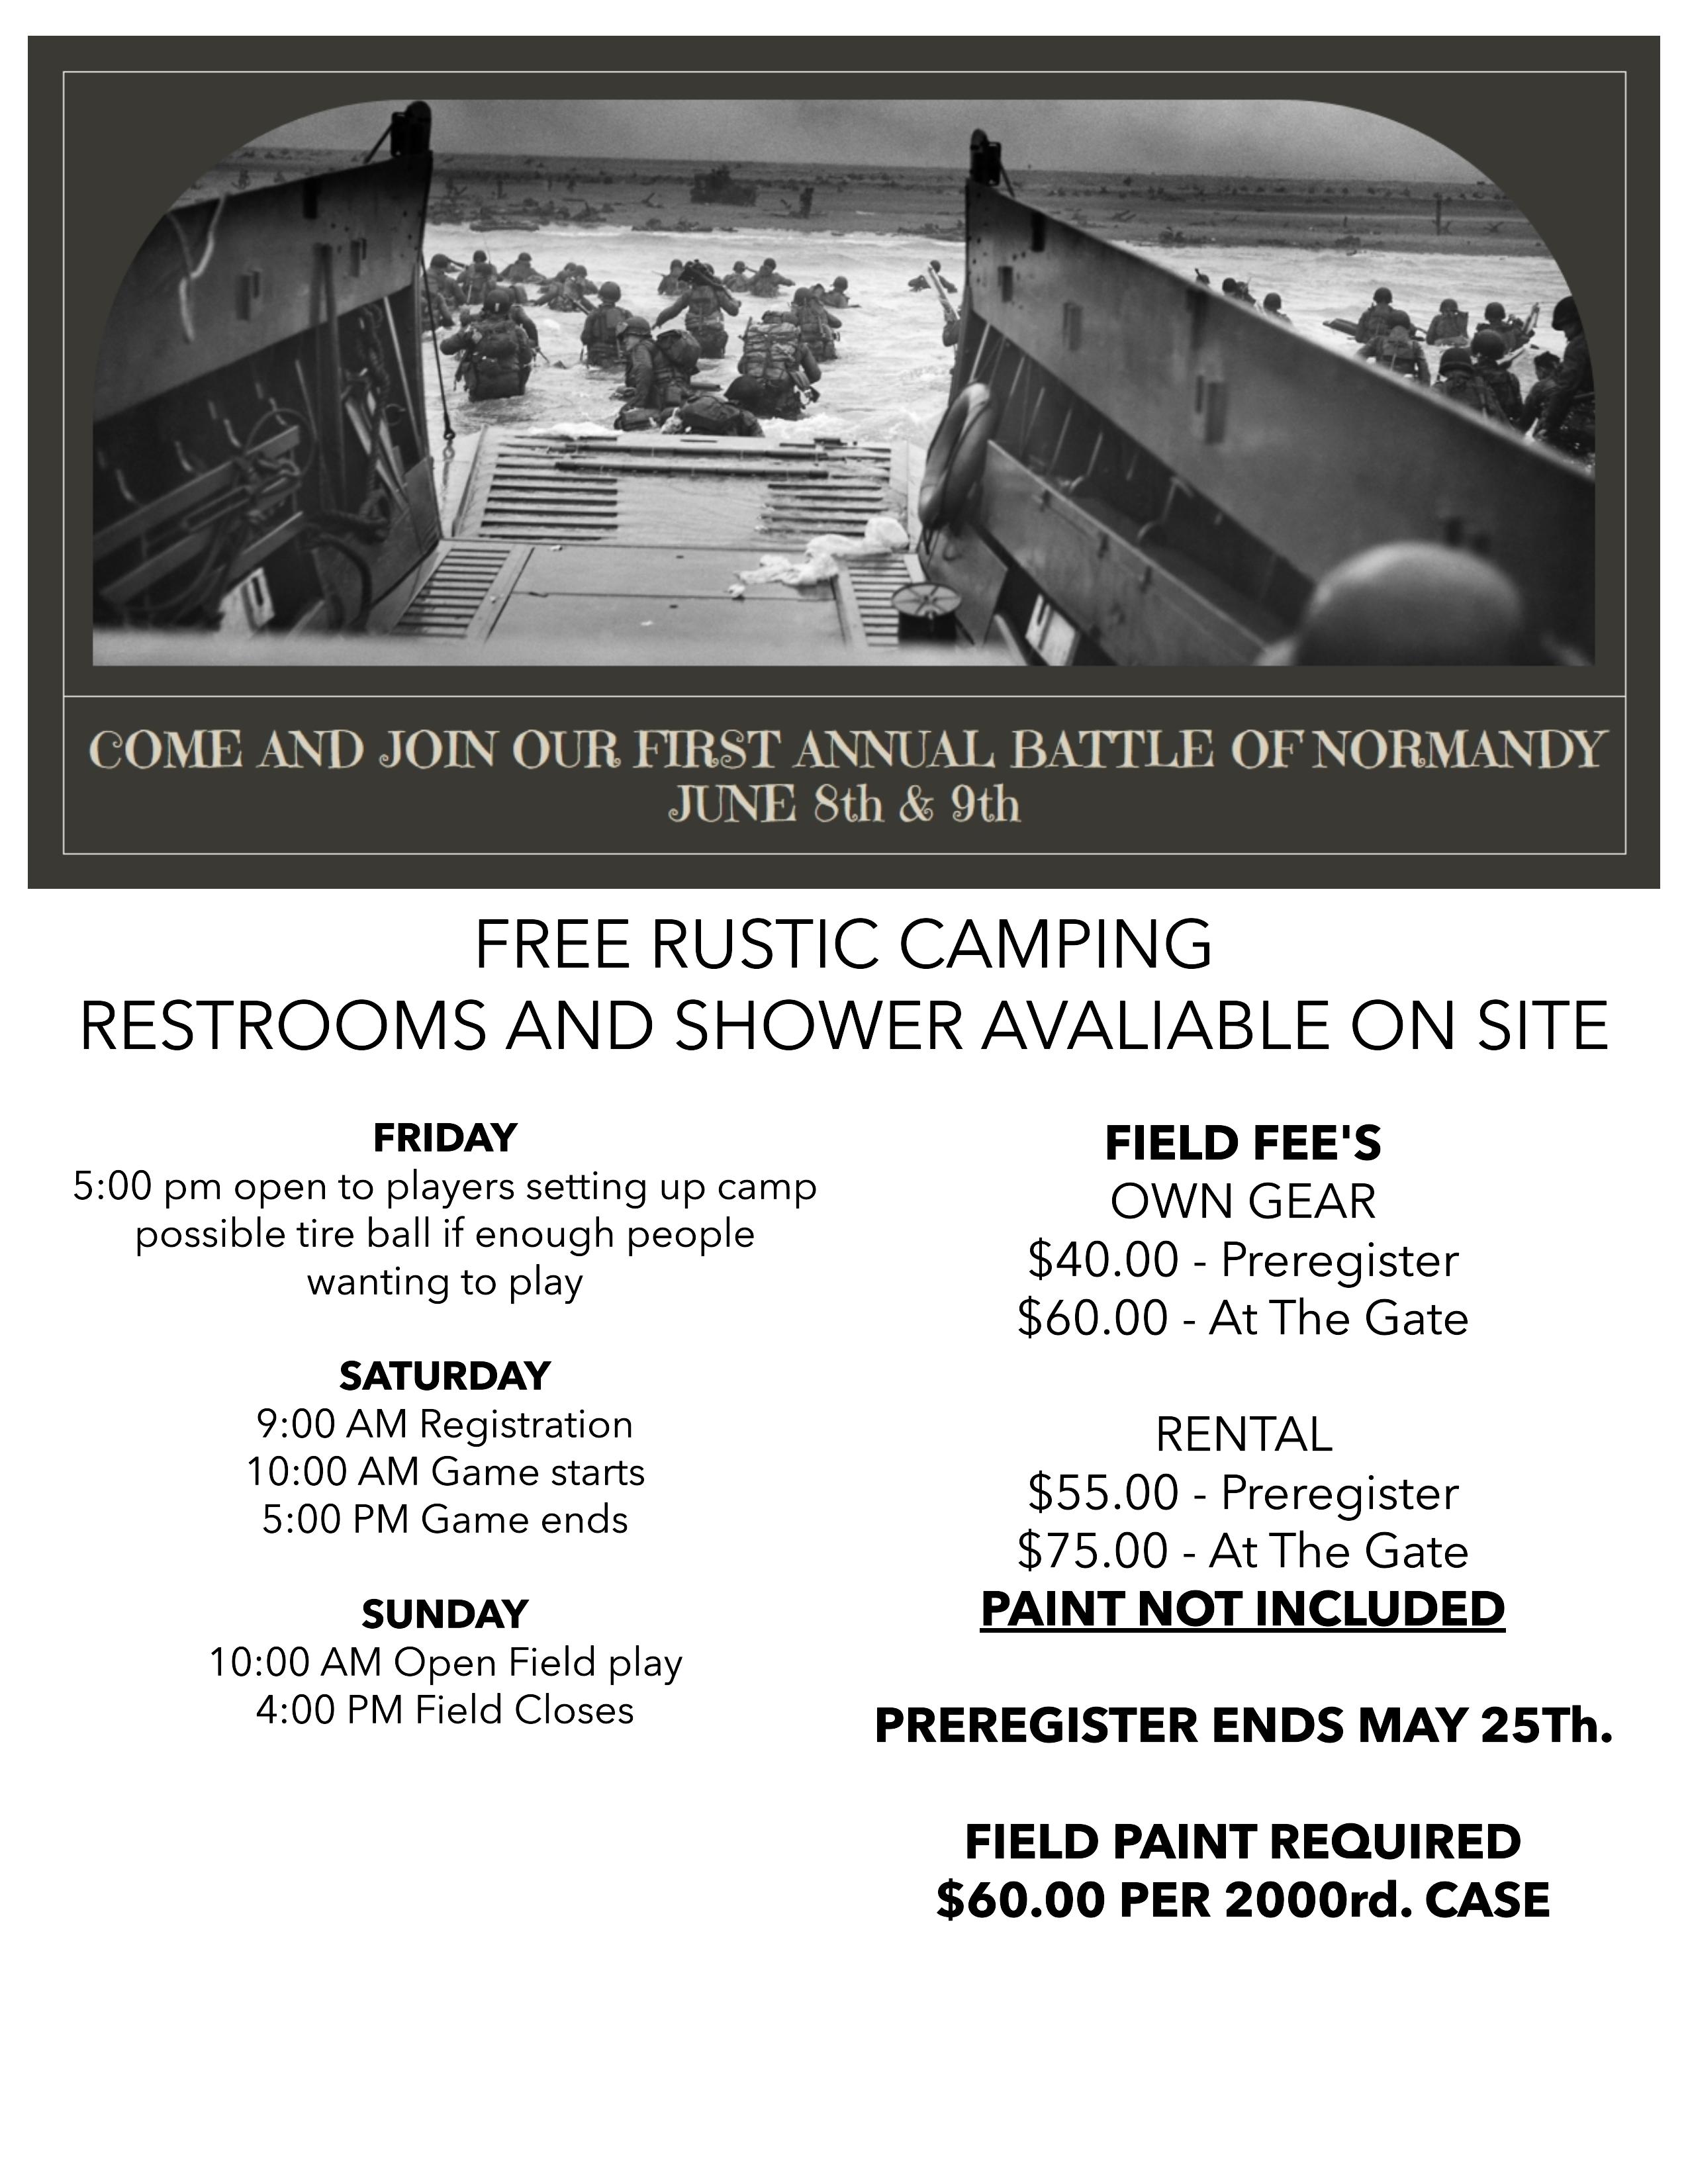 COME AND JOIN OUR FIRST ANNUAL BATTLE OF NORMANDY
JUNE 8th & 9th
FREE RUSTIC CAMPING
RESTROOMS AND SHOWER AVALIABLE ON SITE
FRIDAY
5:00 pm open to players setting up camp
possible tire ball if enough people
wanting to play
SATURDAY
9:00 AM Registration
10:00 AM Game starts
5:00 PM Game ends
SUNDAY
10:00 AM Open Field play
4:00 PM Field Closes
FIELD FEE'S
OWN GEAR
$40.00 - Preregister
$60.00 - At The Gate
RENTAL
$55.00 - Preregister
$75.00 - At The Gate
PAINT NOT INCLUDED
PREREGISTER ENDS MAY 25Th.
FIELD PAINT REQUIRED
$60.00 PER 2000rd. CASE